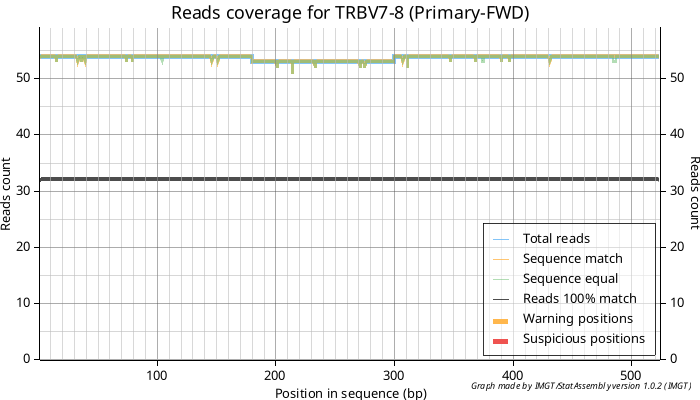 Reads coverage for TRBV7-8 (Primary-FWD)
50
40
30
20
10
0
50
40
30
20
10
0
Reads count
Reads count
Total reads
Sequence match
Sequence equal
Reads 100% match
Warning positions
Suspicious positions
100
200
300
400
500
Position in sequence (bp)
Graph made by IMGT/StatAssembly version 1.0.2 (IMGT)